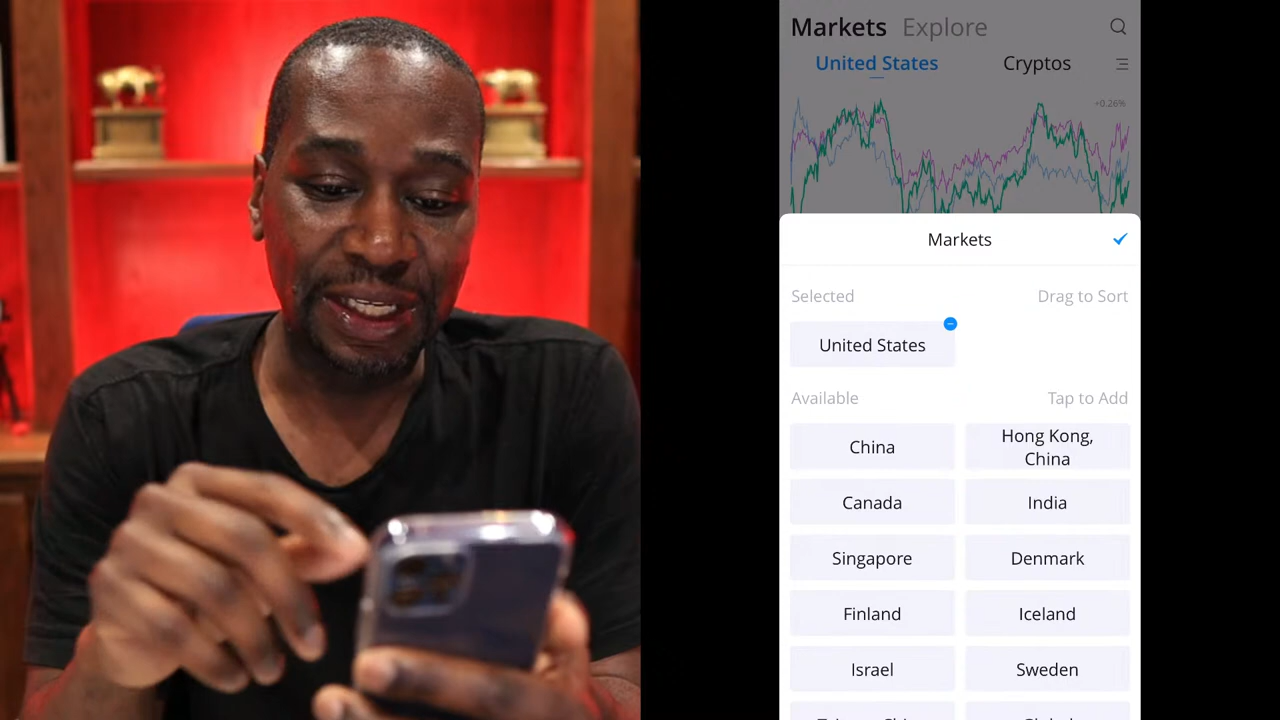 Markets Explore
United States Cryptos
+0.26%
Markets
Selected Drag to Sort
United States
Available Tap to Add
China
Hong Kong,
China
Canada India
Singapore Denmark
Finland Iceland
Israel Sweden